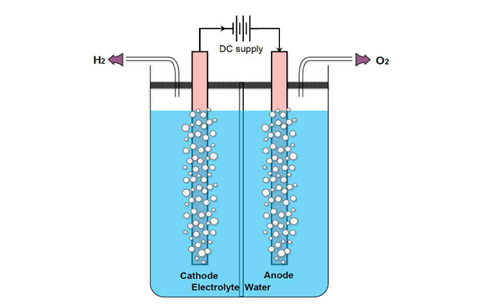 DC supply
H2
O2
Cathode
Anode
Electrolyte Water